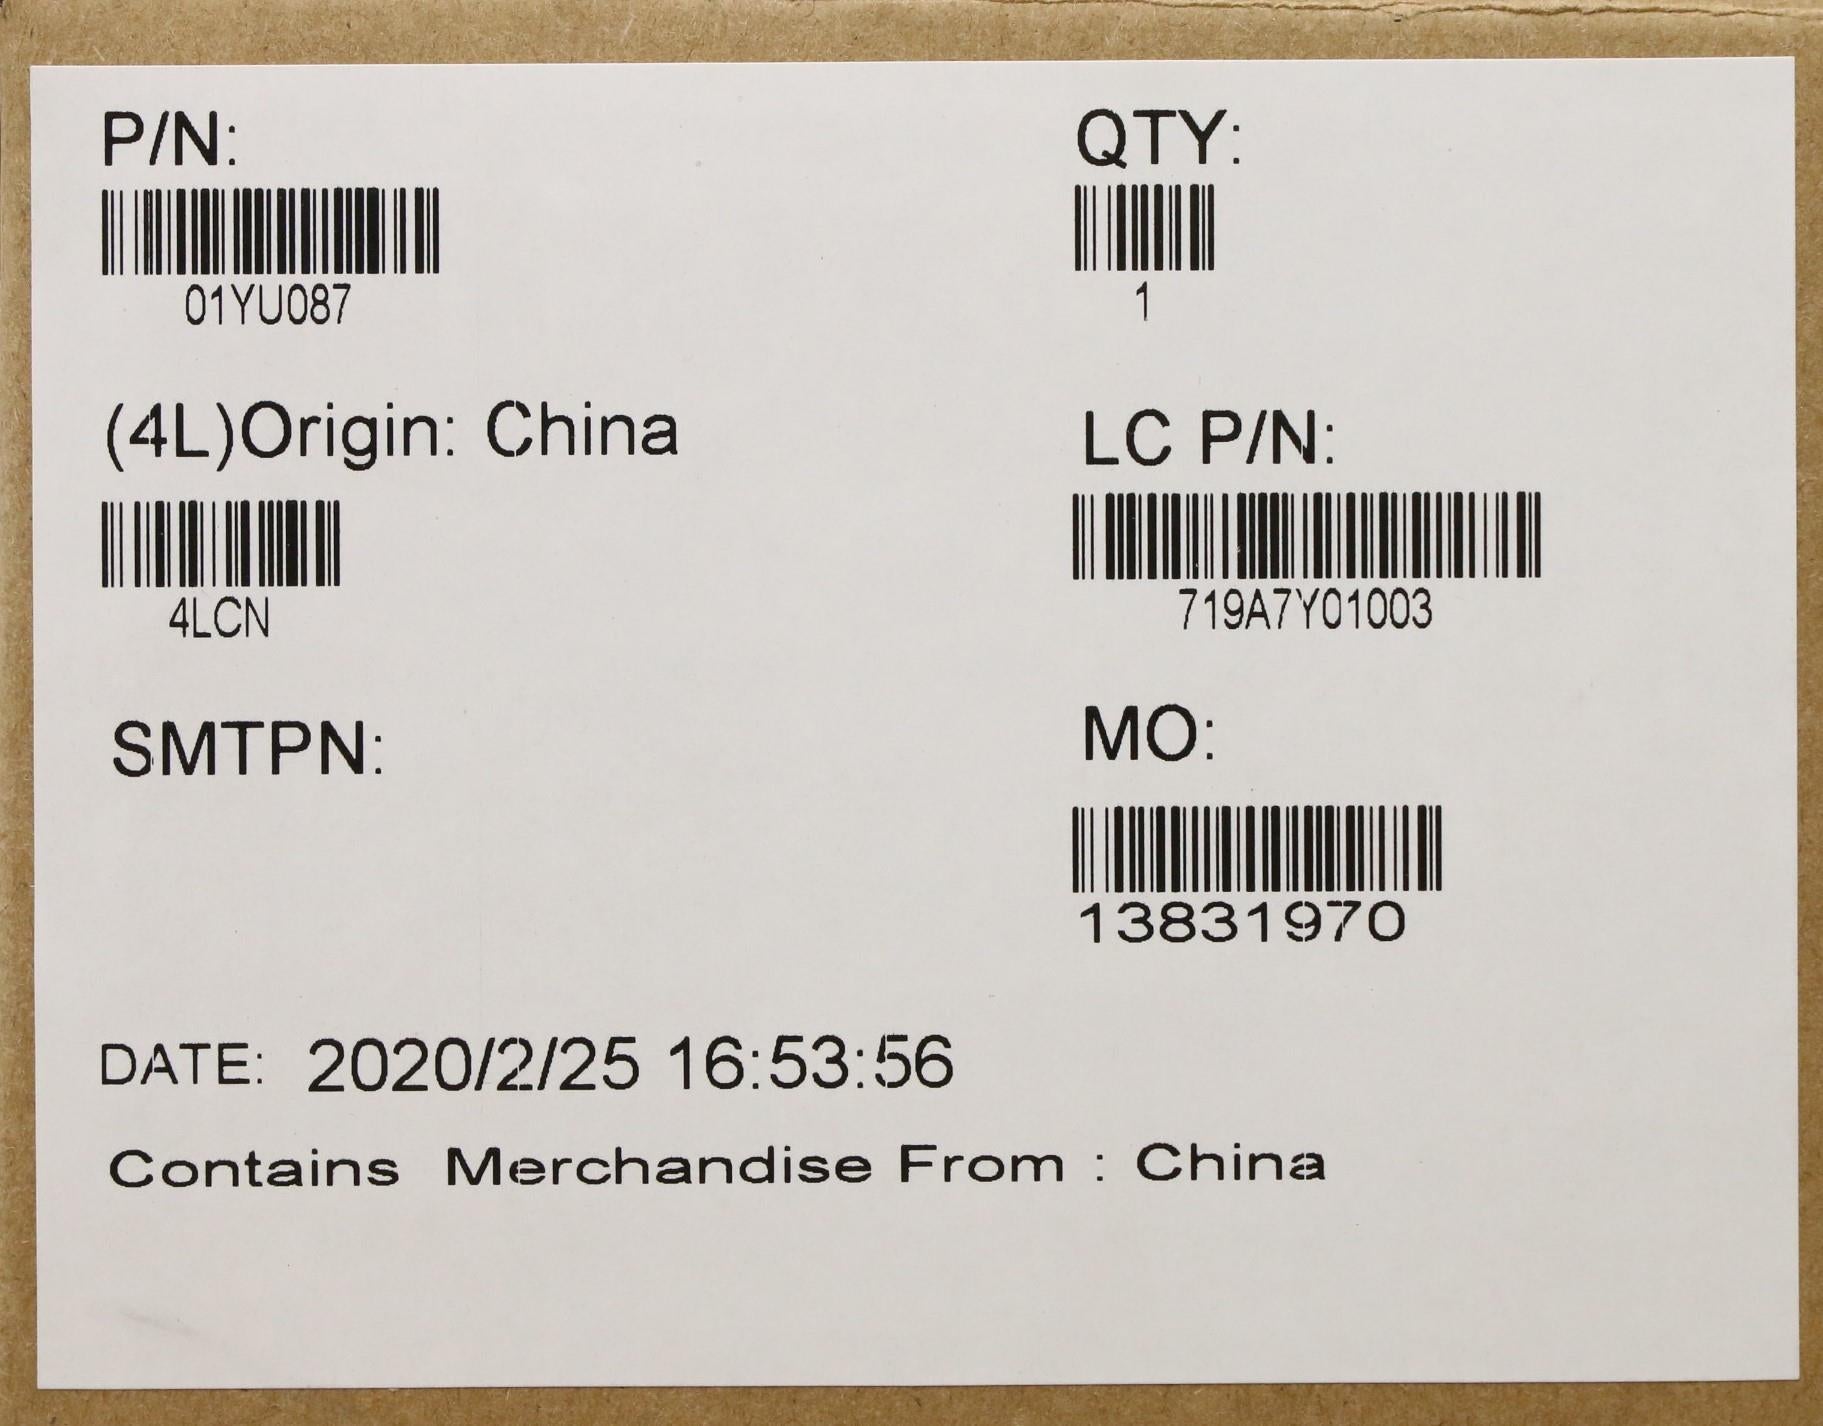 P/N:
01YU087
QTY:
1
(4L)Origin: China
4LCN
LC P/N:
719A7Y01003
SMTPN:
MO:
13831970
DATE: 2020/2/25 16:53:56
Contains Merchandise From : China